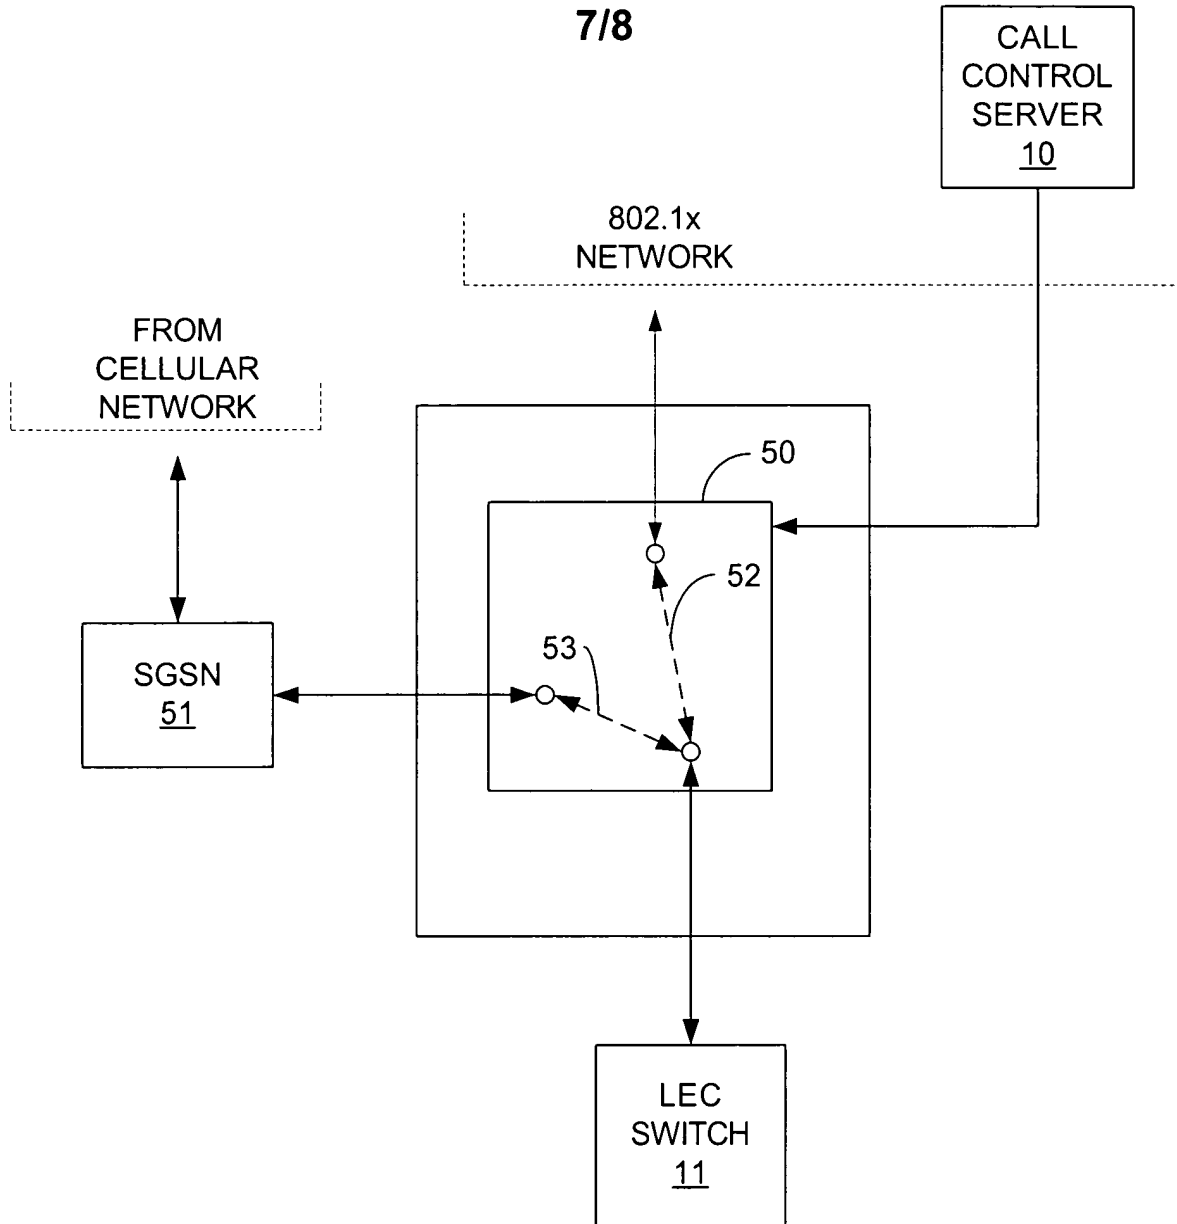 7/8
CALL
CONTROL
SERVER
10
802.1x
NETWORK
FROM
CELLULAR
NETWORK
50
52
53
SGSN
51
LEC
SWITCH
11